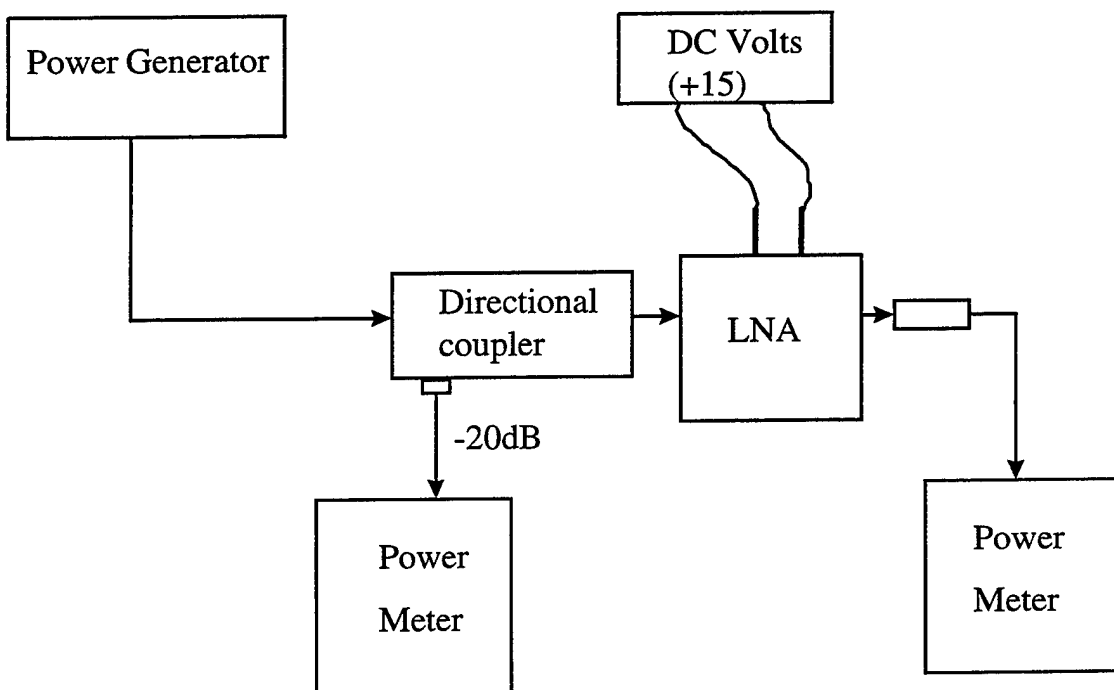 Power Generator
DC Volts
(+15)
Directional
coupler
LNA
-20dB
Power
Meter
Power
Meter